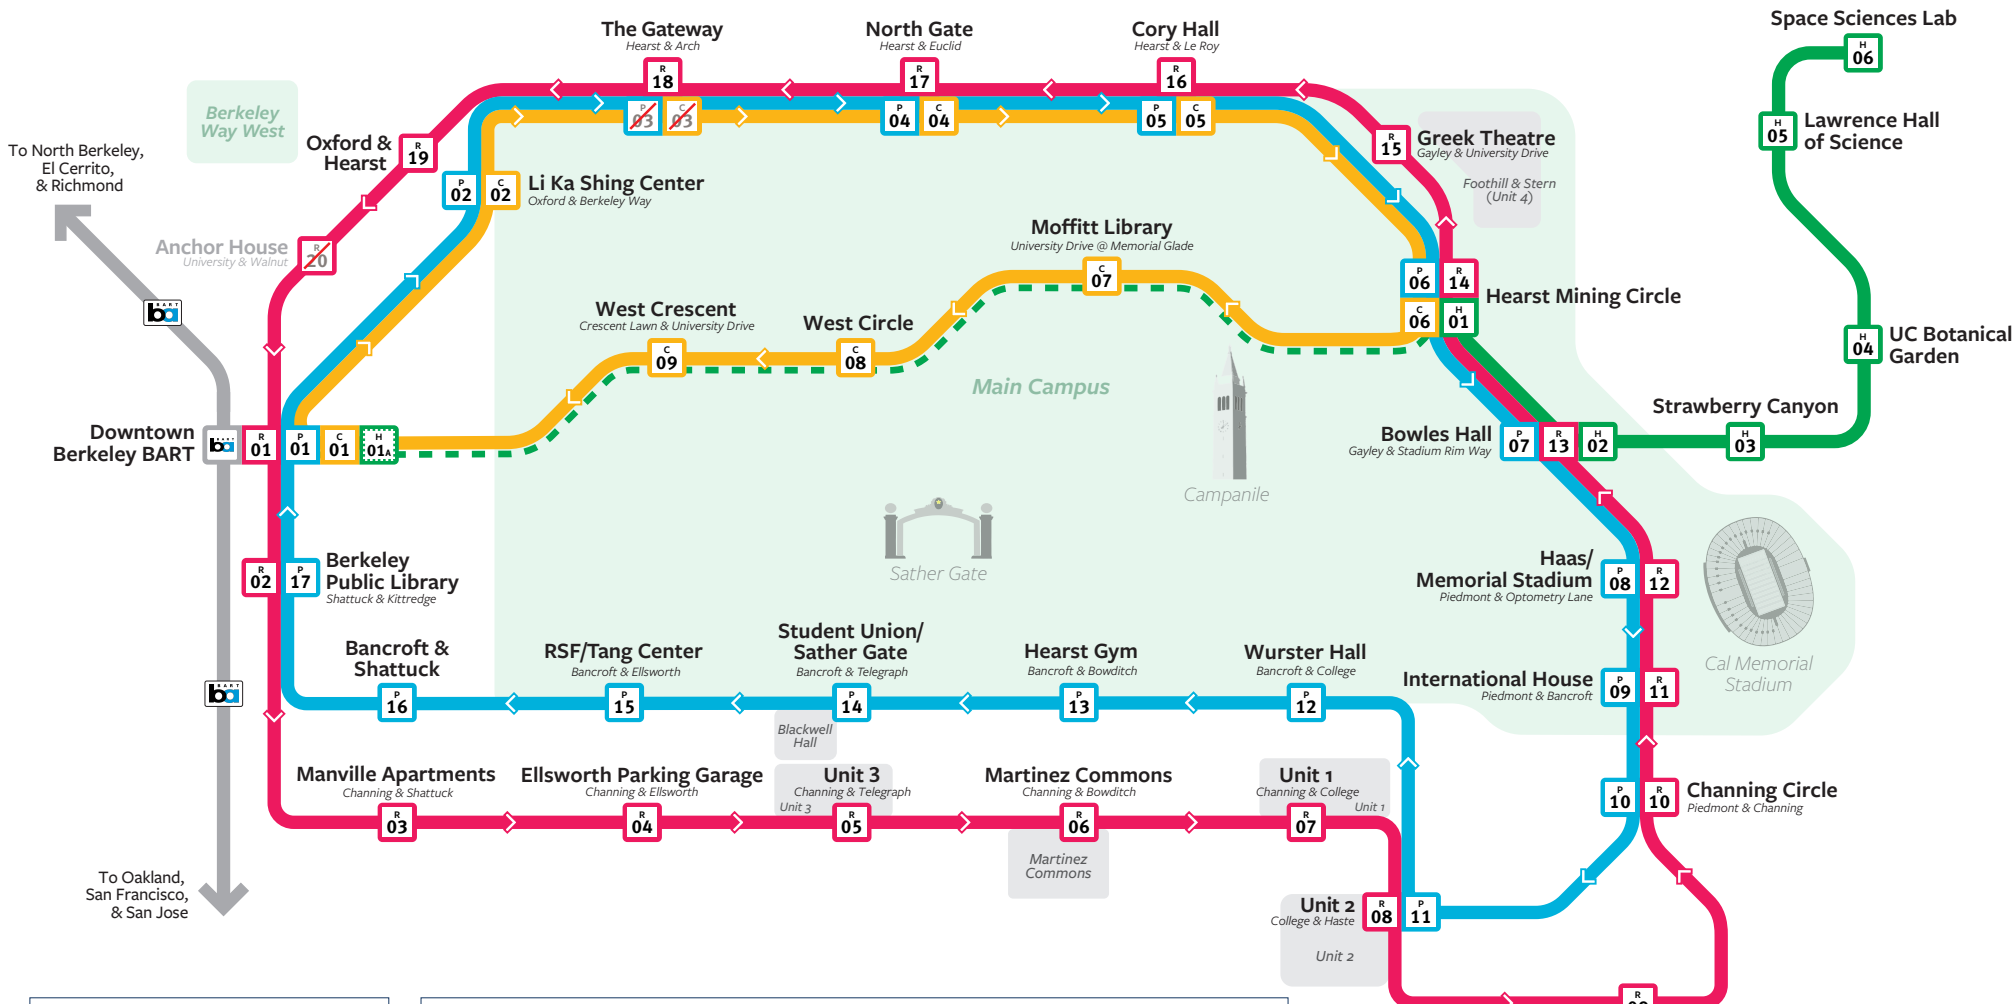 Space Sciences Lab
H
06
The Gateway
Hearst & Arch
R
18
North Gate
Hearst & Euclid
R
17
Cory Hall
Hearst & Le Roy
R
16
P
03
C
03
P
04
C
04
P
05
C
05
Berkeley
Way West
H
05
Lawrence Hall
of Science
R
15
Greek Theatre
Gayley & University Drive
Foothill & Stern
(Unit 4)
To North Berkeley,
El Cerrito,
& Richmond
Oxford &
Hearst
R
19
P
02
C
02
Li Ka Shing Center
Oxford & Berkeley Way
Anchor House
University & Walnut
R
20
Moffitt Library
University Drive @ Memorial Glade
C
07
P
06
R
14
Hearst Mining Circle
C
06
H
01
BART
ba
West Crescent
Crescent Lawn & University Drive
C
09
West Circle
C
08
H
04
UC Botanical
Garden
Main Campus
Strawberry Canyon
H
03
Downtown
Berkeley BART
BART
ba
R
01
P
01
C
01
H
01A
Bowles Hall
Gayley & Stadium Rim Way
P
07
R
13
H
02
Campanile
Sather Gate
R
02
P
17
Berkeley
Public Library
Shattuck & Kittredge
Haas/
Memorial Stadium
Piedmont & Optometry Lane
P
08
R
12
Cal Memorial
Stadium
Bancroft &
Shattuck
P
16
RSF/Tang Center
Bancroft & Ellsworth
P
15
Student Union/
Sather Gate
Bancroft & Telegraph
P
14
Hearst Gym
Bancroft & Bowditch
P
13
Wurster Hall
Bancroft & College
P
12
International House
Piedmont & Bancroft
P
09
R
11
BART
ba
Blackwell
Hall
Manville Apartments
Channing & Shattuck
R
03
Ellsworth Parking Garage
Channing & Ellsworth
R
04
Unit 3
Channing & Telegraph
Unit 3
R
05
Martinez Commons
Channing & Bowditch
R
06
Martinez
Commons
Unit 1
Channing & College
Unit 1
R
07
P
10
R
10
Channing Circle
Piedmont & Channing
To Oakland,
San Francisco,
& San Jose
Unit 2
College & Haste
R
08
P
11
Unit 2
R